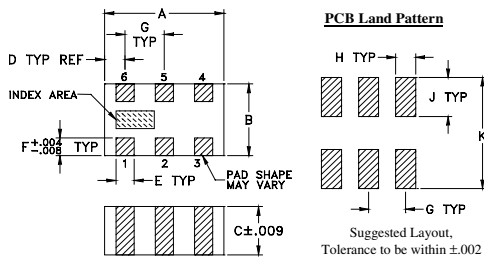 A
G
TYP
D TYP REF
6 5 4
INDEX AREA
B
F +.004 -.008 TYP
1 2 3
E TYP
PAD SHAPE
MAY VARY
C±.009
PCB Land Pattern
H TYP
J TYP
K
G TYP
Suggested Layout,
Tolerance to be within ±.002